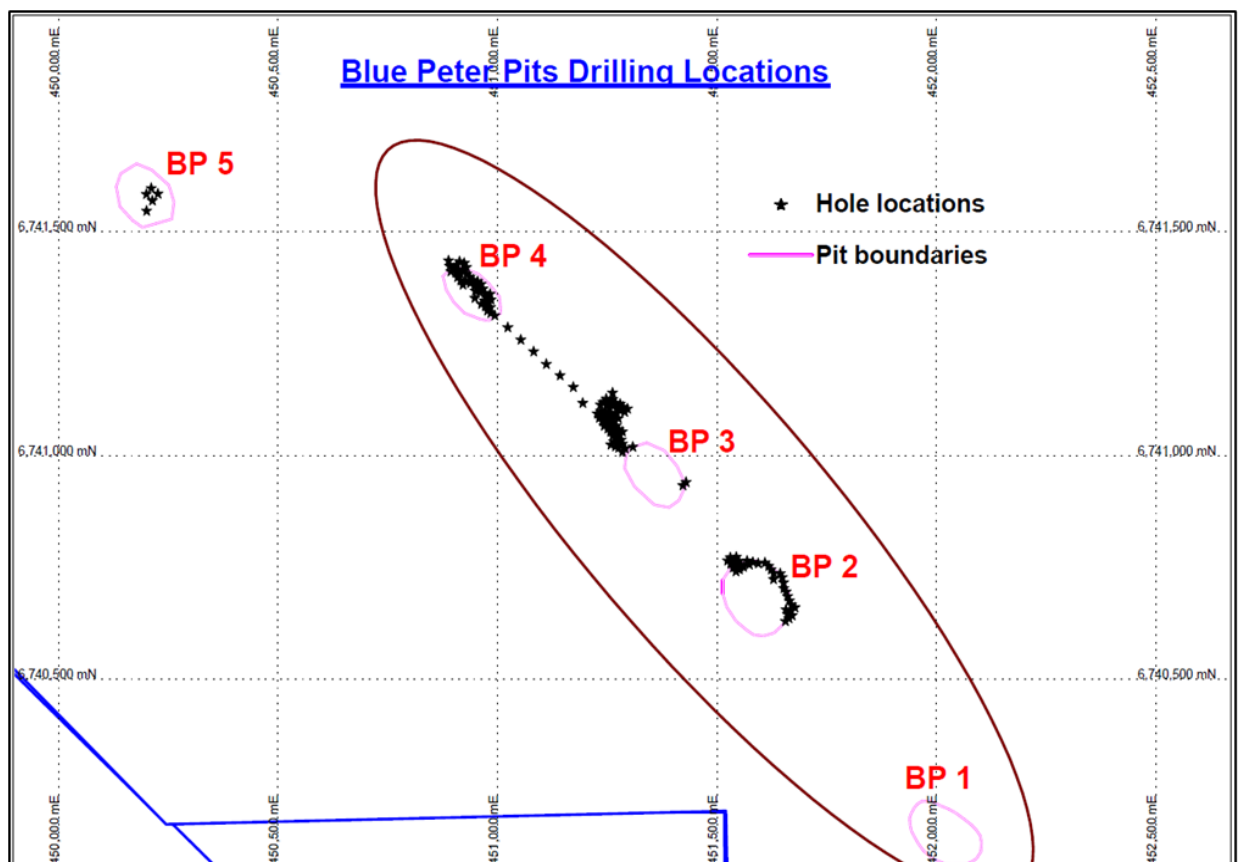 450,000 mE
450,500 mE
451,000 mE
451,500 mE
452,000 mE
452,500 mE
Blue Peter Pits Drilling Locations
BP 5
Hole locations
6,741,500 mN
6,741,500 mN
BP 4
Pit boundaries
BP 3
6,741,000 mN
6,741,000 mN
BP 2
6,740,500 mN
6,740,500 mN
BP 1
450,000 mE
450,500 mE
451,000 mE
451,500 mE
452,000 mE
452,500 mE